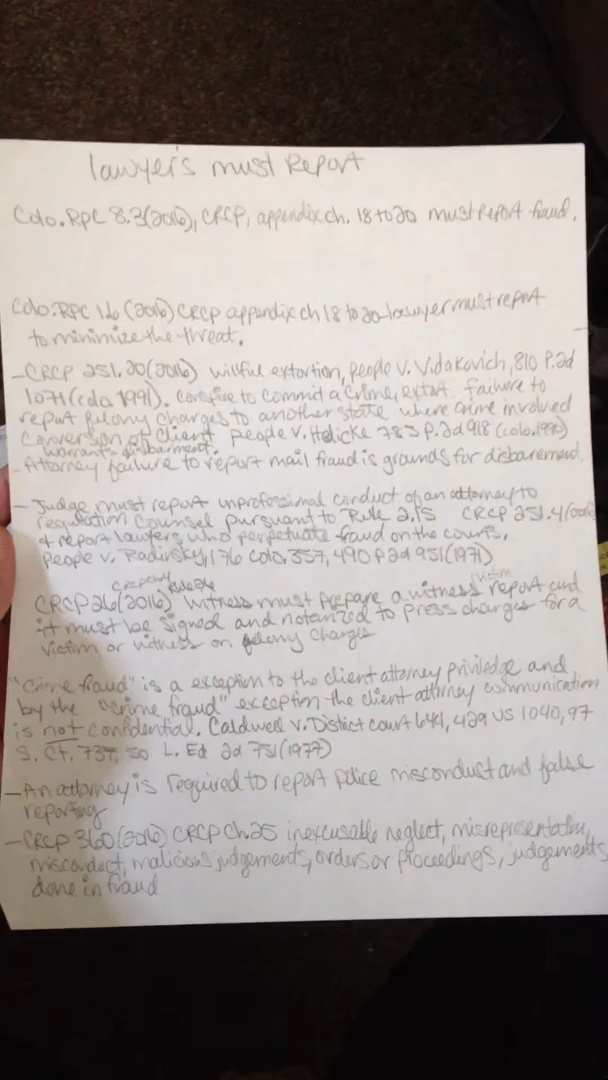 lawyer's must Report
Colo. RPC 8.3(2016), CRCP, appendix ch. 18 to 20 must report fraud.
Colo. RPC 1.6 (2016) CRCP appendix ch 18 to 20 - lawyer must report
to minimize the threat.
- CRCP 251.20(2016) willful extortion, People v. Vidakovich, 810 P.2d
1071 (Colo 1991). conspire to commit a crime, extort, failure to
report felony charges to another state where crime involved
conversion of client people v. Hedicke 783 P.2d 918 (Colo.1990)
warrants disbarment.
- Attorney failure to report mail fraud is grounds for disbarement.
- Judge must report unprofessional conduct of an attorney to
regulation counsel pursuant to Rule 2.15 CRCP 251.4 (2016)
& report lawyers who perpetuate fraud on the courts,
People v. Radinsky, 176 Colo. 357, 490 P.2d 951 (1971)
Rule 26 victim
CRCP 26 (2016) witness must prepare a witness report and
it must be signed and notarized to press charges for a
victim or witness on felony charges
"Crime fraud" is a exception to the client attorney priviledge and
by the "crime fraud" exception the client attorney communication
is not confidential. Caldwell v. District court 641, 429 US 1040, 97
S. Ct. 737, 50 L. Ed 2d 751 (1977)
- An attorney is required to report police misconduct and false
reporting
- CRCP 360 (2016) CRCP Ch. 25 inexcusable neglect, misrepresentation,
misconduct, malicious judgements, orders or proceedings, judgements
done in fraud